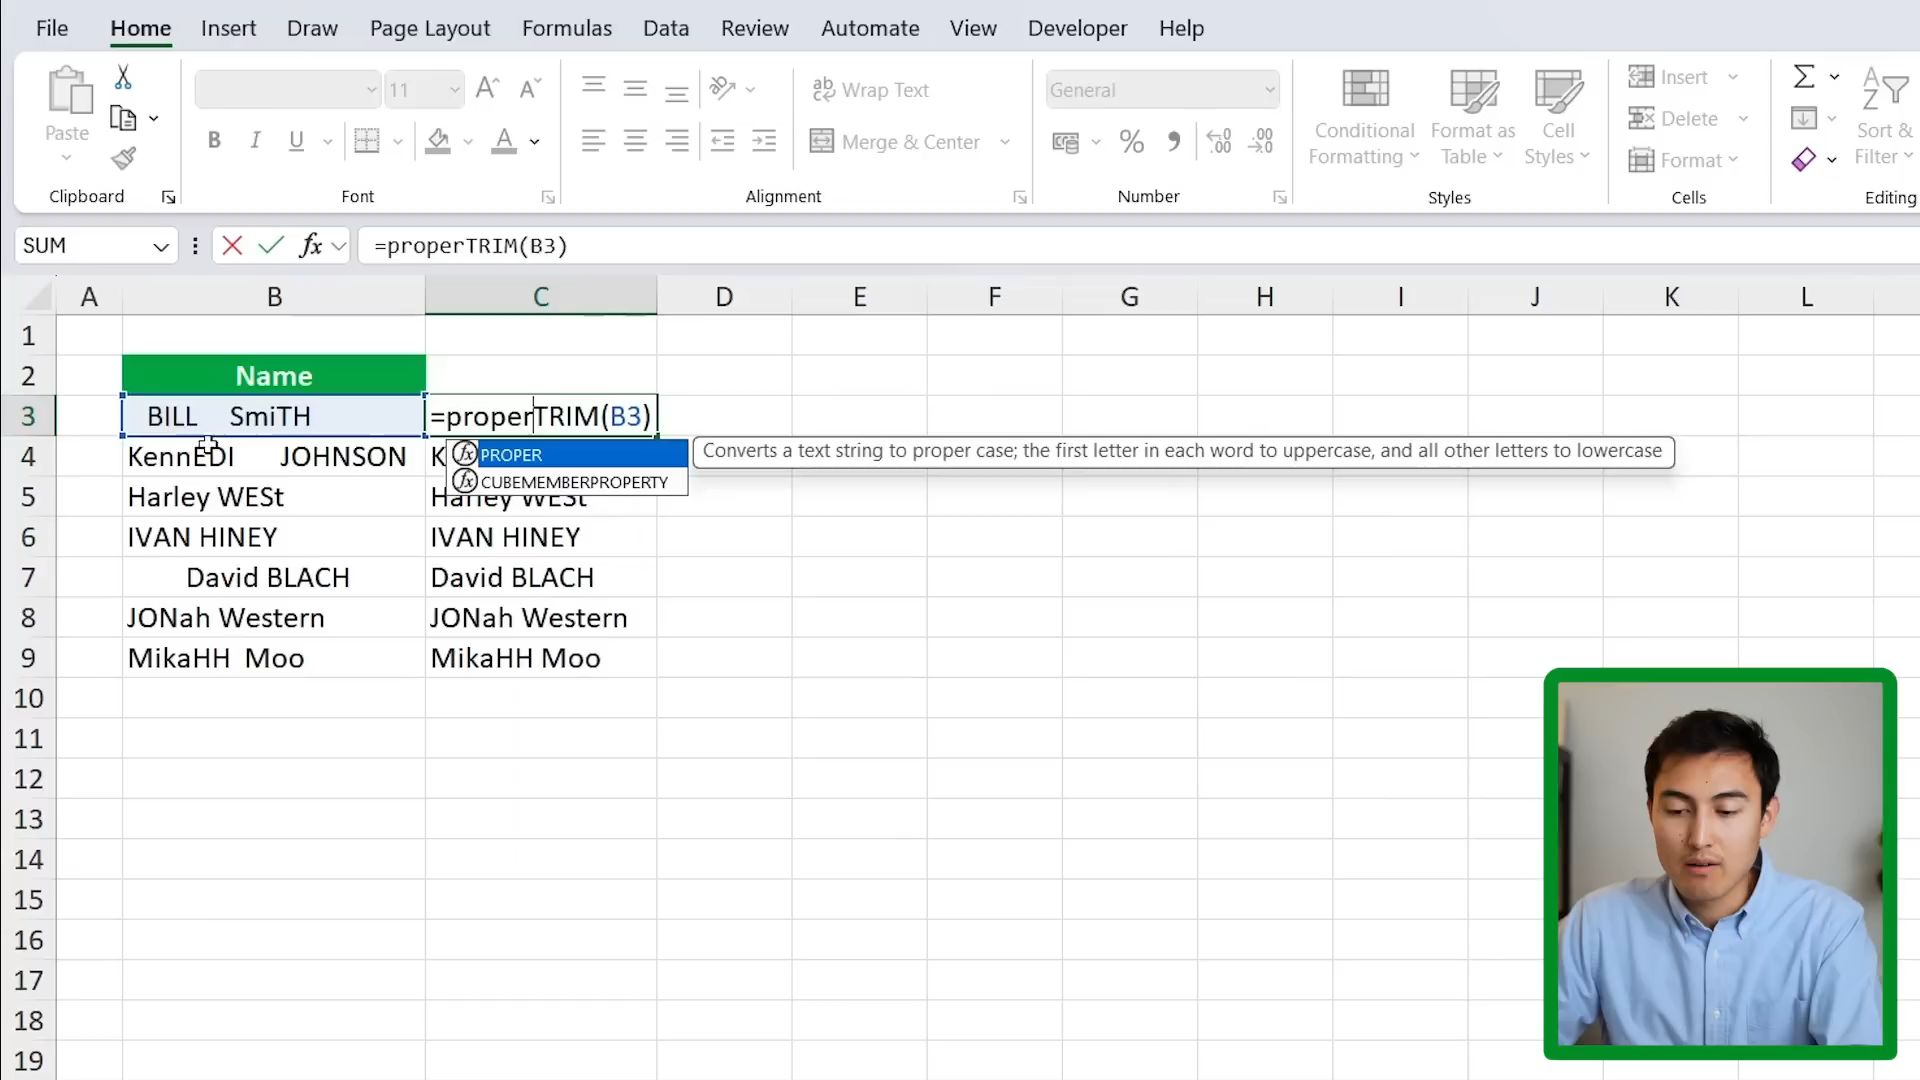 File Home Insert Draw Page Layout Formulas Data Review Automate View Developer Help
Paste
Clipboard
11
B I U
Font
ab Wrap Text
Merge & Center
Alignment
General
%
Number
Conditional Formatting
Format as Table
Cell Styles
Styles
Insert
Delete
Format
Cells
Sort & Filter
Editing
SUM fx =properTRIM(B3)
A B C D E F G H I J K L
1
2 Name
3 BILL SmiTH =properTRIM(B3)
PROPER Converts a text string to proper case; the first letter in each word to uppercase, and all other letters to lowercase
4 KennEDI JOHNSON K
CUBEMEMBERPROPERTY
5 Harley WESt Harley WESt
6 IVAN HINEY IVAN HINEY
7 David BLACH David BLACH
8 JONah Western JONah Western
9 MikaHH Moo MikaHH Moo
10
11
12
13
14
15
16
17
18
19